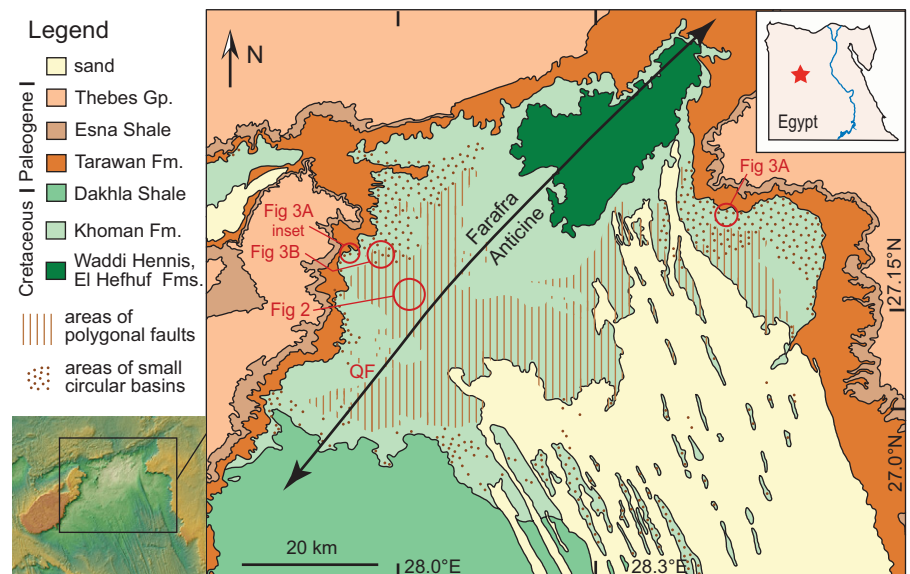 Legend
sand
Thebes Gp.
Esna Shale
Tarawan Fm.
Dakhla Shale
Khoman Fm.
Waddi Hennis,
El Hefhuf Fms.
Cretaceous I Paleogene I
areas of
polygonal faults
areas of small
circular basins
N
Egypt
Fig 3A
Fig 3A
inset
Fig 3B
Fig 2
QF
Farafra
Anticine
27.15°N
27.0°N
20 km
28.0°E
28.3°E